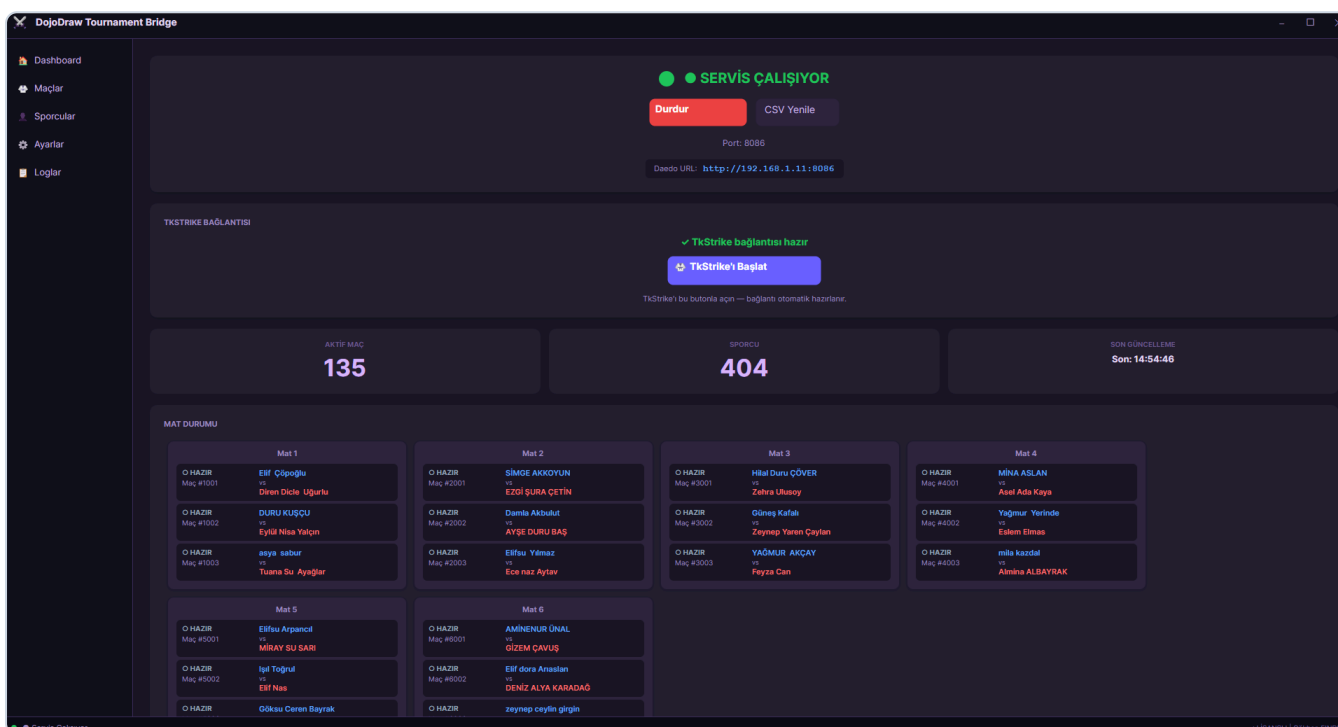 DojoDraw Tournament Bridge
Dashboard
Maçlar
Sporcular
Ayarlar
Loglar
SERVİS ÇALIŞIYOR
Durdur
CSV Yenile
Port: 8086
Daedo URL: http://192.168.1.11:8086
TKSTRIKE BAĞLANTISI
✓ TkStrike bağlantısı hazır
TkStrike'ı Başlat
TkStrike'ı bu butonla açın — bağlantı otomatik hazırlanır.
AKTİF MAÇ
135
SPORCU
404
SON GÜNCELLEME
Son: 14:54:46
MAT DURUMU
Mat 1
HAZIR
Maç #1001
Elif Çöpoğlu
vs
Diren Dicle Uğurlu
HAZIR
Maç #1002
DURU KUŞÇU
vs
Eylül Nisa Yalçın
HAZIR
Maç #1003
asya sabur
vs
Tuana Su Ayağlar
Mat 2
HAZIR
Maç #2001
SİMGE AKKOYUN
vs
EZGİ ŞURA ÇETİN
HAZIR
Maç #2002
Damla Akbulut
vs
AYŞE DURU BAŞ
HAZIR
Maç #2003
Elifsu Yılmaz
vs
Ece naz Aytav
Mat 3
HAZIR
Maç #3001
Hilal Duru ÇÖVER
vs
Zehra Ulusoy
HAZIR
Maç #3002
Güneş Kafalı
vs
Zeynep Yaren Çaylan
HAZIR
Maç #3003
YAĞMUR AKÇAY
vs
Feyza Can
Mat 4
HAZIR
Maç #4001
MİNA ASLAN
vs
Asel Ada Kaya
HAZIR
Maç #4002
Yağmur Yerinde
vs
Eslem Elmas
HAZIR
Maç #4003
mila kazdal
vs
Almina ALBAYRAK
Mat 5
HAZIR
Maç #5001
Elifsu Arpancıl
vs
MİRAY SU SARI
HAZIR
Maç #5002
Işıl Toğrul
vs
Elif Nas
HAZIR
Göksu Ceren Bayrak
Mat 6
HAZIR
Maç #6001
AMİNENUR ÜNAL
vs
GİZEM ÇAVUŞ
HAZIR
Maç #6002
Elif dora Anaslan
vs
DENİZ ALYA KARADAĞ
HAZIR
zeynep ceylin girgin